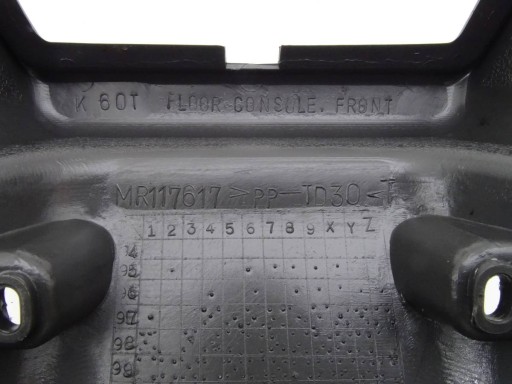 K 60T FLOOR CONSOLE, FRONT
MR117617 >PP-TD30< T
1 2 3 4 5 6 7 8 9 X Y Z
94
95
96
97
98
99